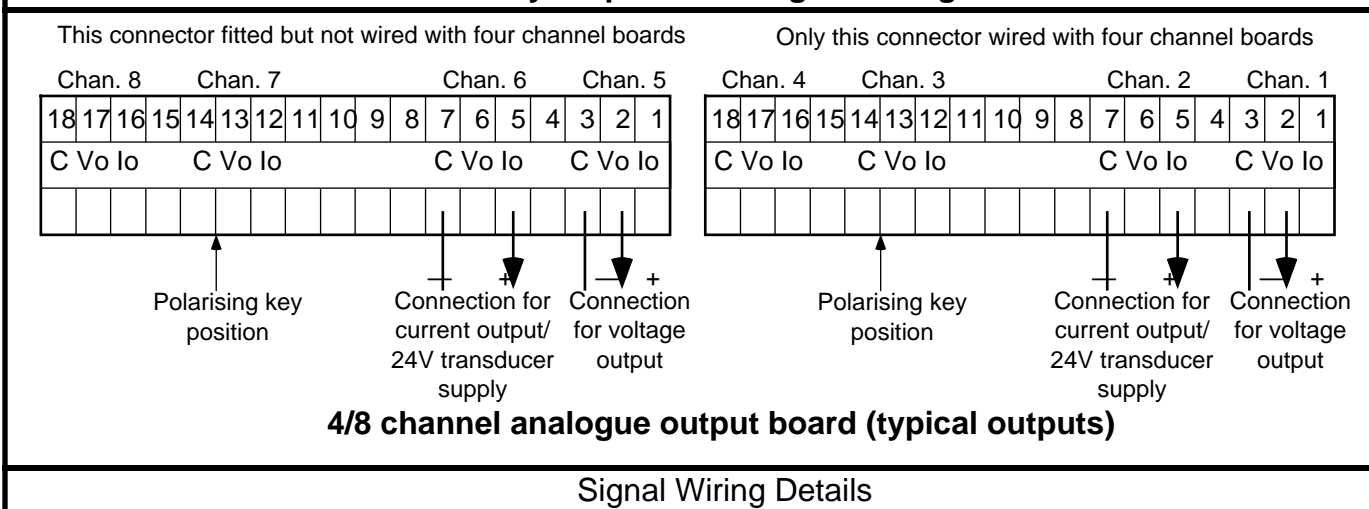 This connector fitted but not wired with four channel boards
Chan. 8 Chan. 7 Chan. 6 Chan. 5
18 17 16 15 14 13 12 11 10 9 8 7 6 5 4 3 2 1
C Vo Io C Vo Io C Vo Io C Vo Io
— + — +
Polarising key
position
Connection for
current output/
24V transducer
supply
Connection
for voltage
output
Only this connector wired with four channel boards
Chan. 4 Chan. 3 Chan. 2 Chan. 1
18 17 16 15 14 13 12 11 10 9 8 7 6 5 4 3 2 1
C Vo Io C Vo Io C Vo Io C Vo Io
— + — +
Polarising key
position
Connection for
current output/
24V transducer
supply
Connection
for voltage
output
4/8 channel analogue output board (typical outputs)
Signal Wiring Details